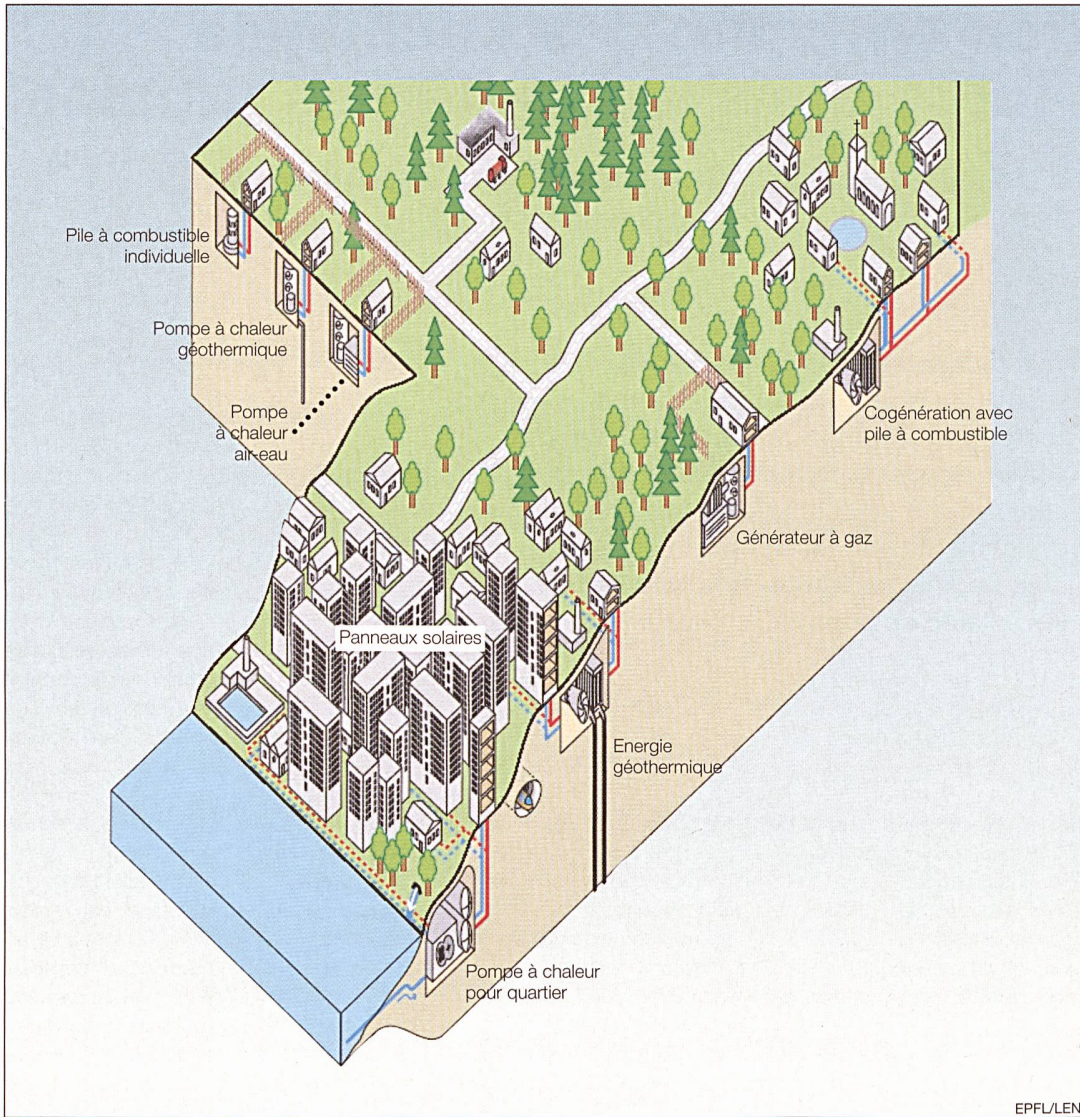 Pile à combustible
individuelle
Pompe à chaleur
géothermique
Pompe
à chaleur
air-eau
Cogénération avec
pile à combustible
Générateur à gaz
Panneaux solaires
Energie
géothermique
Pompe à chaleur
pour quartier
EPFL/LEN